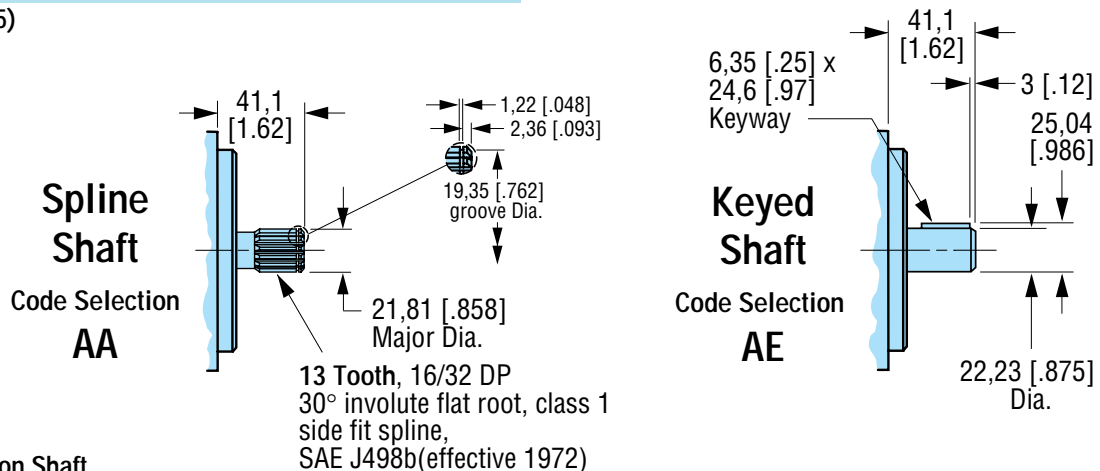 5)
41,1
[1.62]
1,22 [.048]
2,36 [.093]
19,35 [.762]
groove Dia.
Spline
Shaft
Code Selection
AA
21,81 [.858]
Major Dia.
13 Tooth, 16/32 DP
30° involute flat root, class 1
side fit spline,
SAE J498b(effective 1972)
on Shaft
41,1
[1.62]
6,35 [.25] x
24,6 [.97]
Keyway
3 [.12]
25,04
[.986]
Keyed
Shaft
Code Selection
AE
22,23 [.875]
Dia.